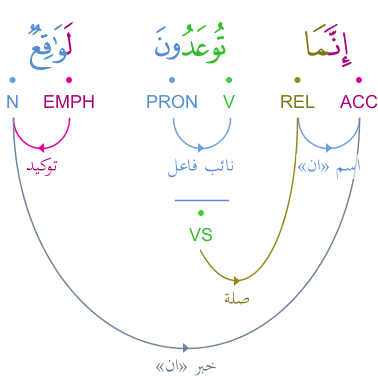 إِنَّمَا تُوعَدُونَ لَوَٰقِعٌ
N EMPH PRON V REL ACC
توكيد نائب فاعل اسم «ان»
VS
صلة
خبر «ان»